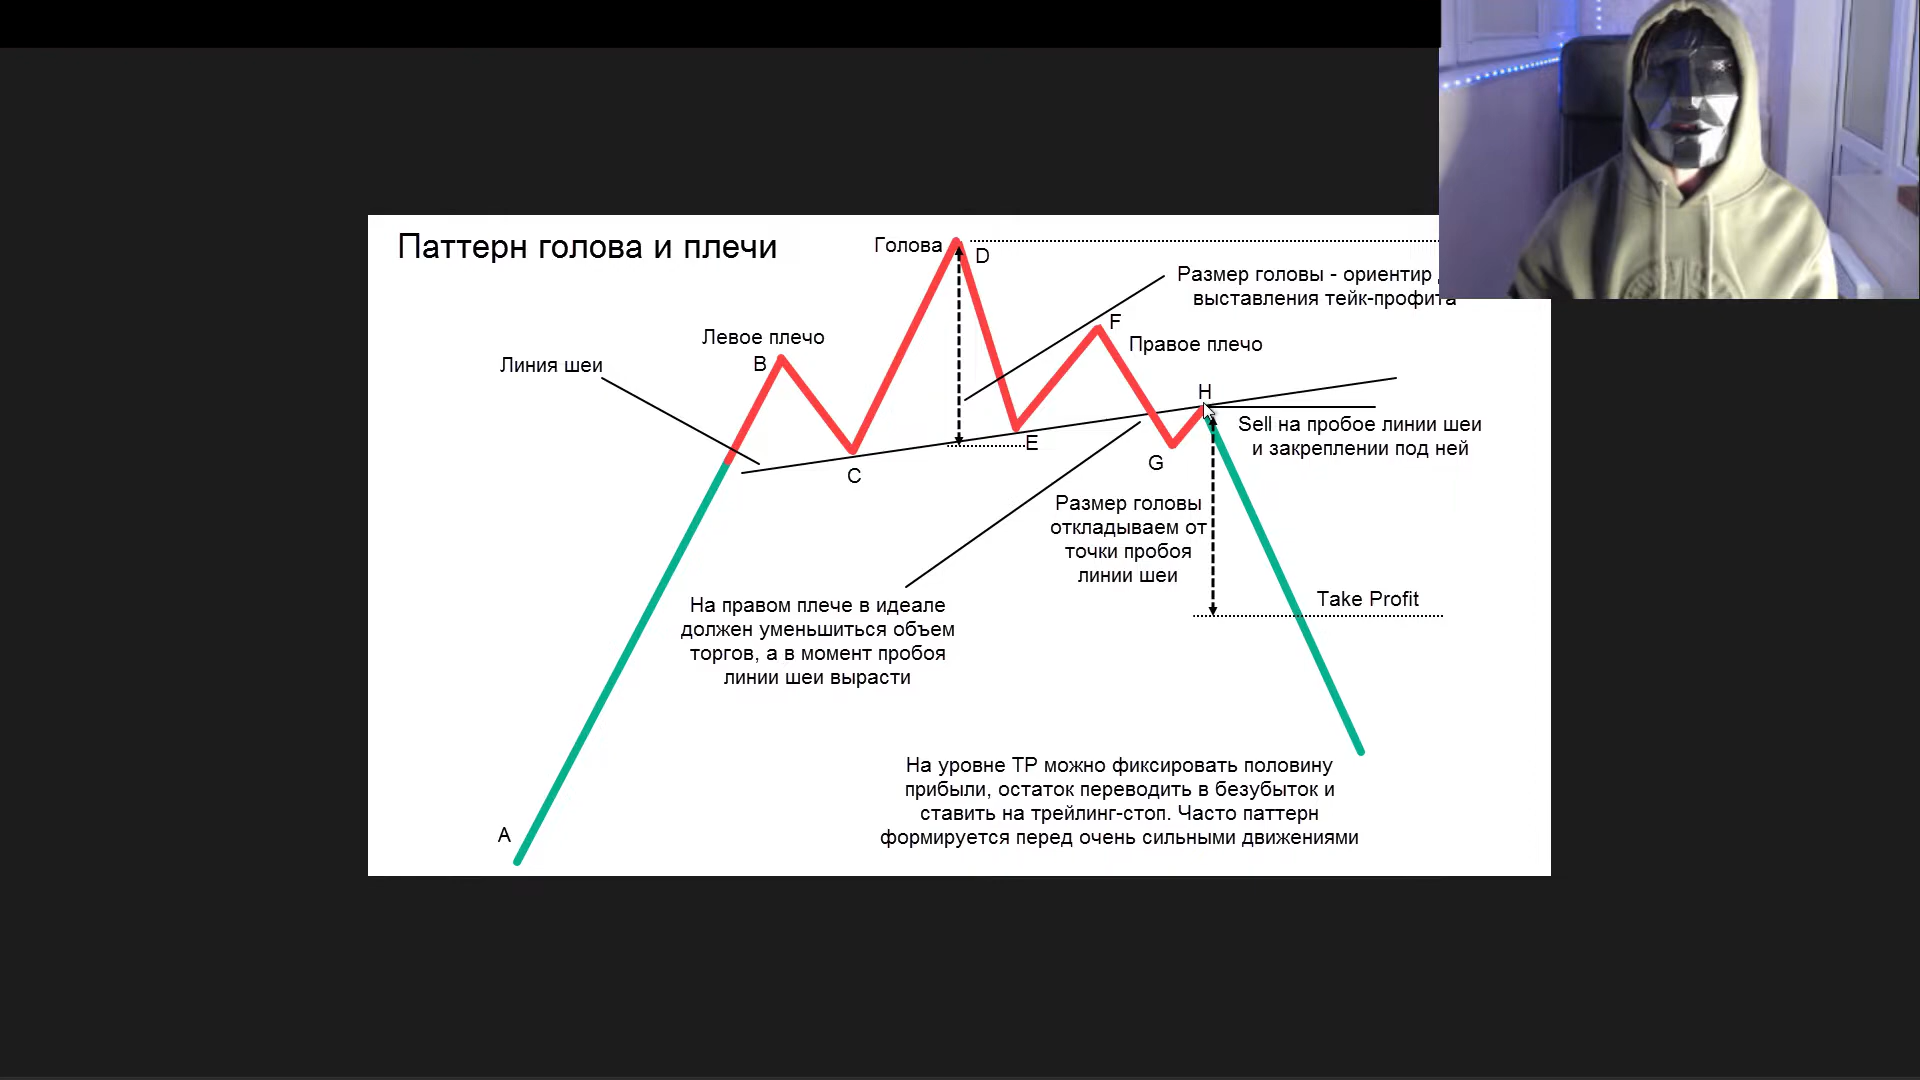 Паттерн голова и плечи
Голова
D
Размер головы - ориентир
выставления тейк-профита
F
Левое плечо
Правое плечо
B
Линия шеи
H
Sell на пробое линии шеи
и закреплении под ней
E
G
C
Размер головы
откладываем от
точки пробоя
линии шеи
Take Profit
На правом плече в идеале
должен уменьшиться объем
торгов, а в момент пробоя
линии шеи вырасти
На уровне TP можно фиксировать половину
прибыли, остаток переводить в безубыток и
ставить на трейлинг-стоп. Часто паттерн
формируется перед очень сильными движениями
A